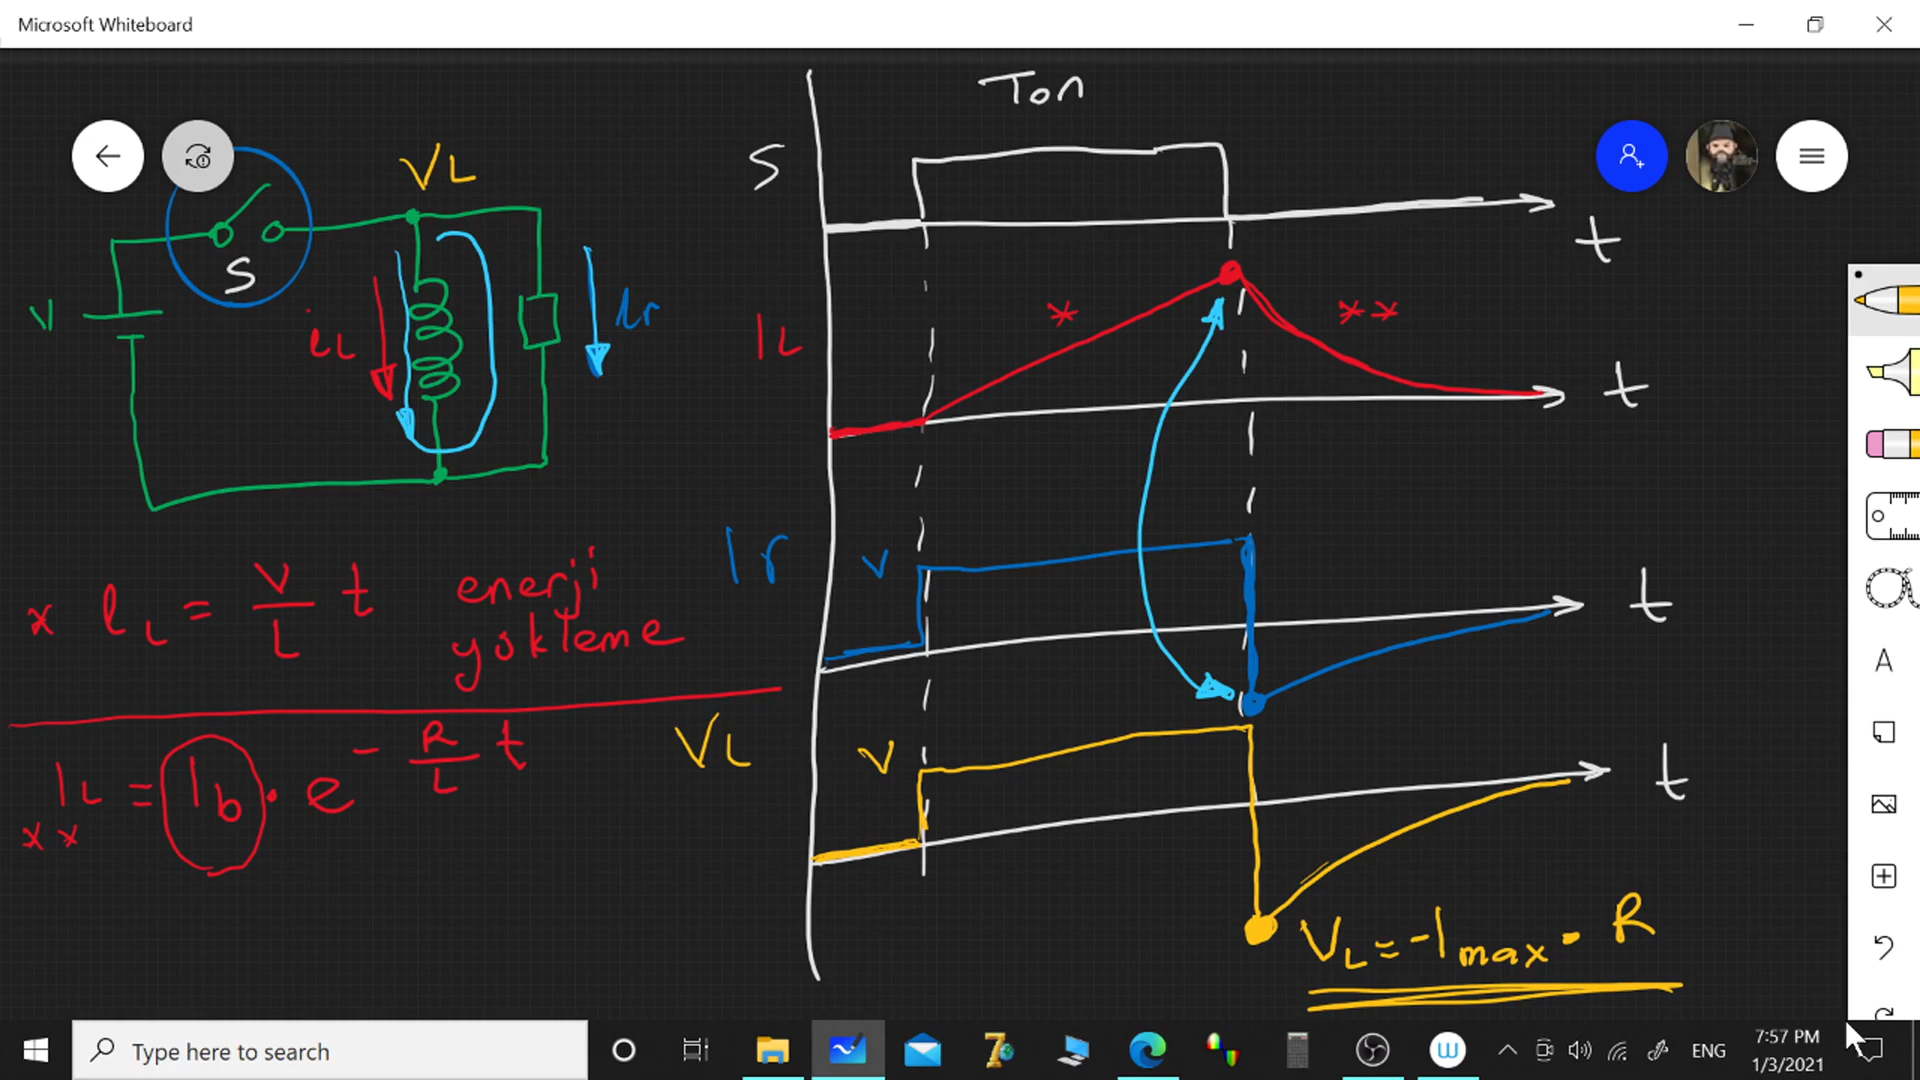 Microsoft Whiteboard
Ton
S
t
VL
S
V
iL
ir
IL
*
**
t
Ir
V
t
x iL = V/L t enerji
yükleme
VL
V
t
IL = Ib · e^(- R/L t)
x x
VL = -Imax · R
A
Type here to search
ENG
7:57 PM
1/3/2021